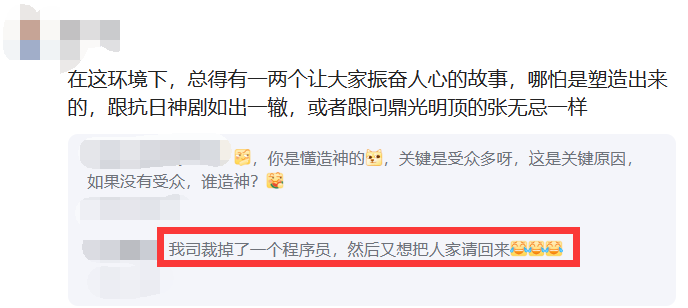 在这环境下，总得有一两个让大家振奋人心的故事，哪怕是塑造出来
的，跟抗日神剧如出一辙，或者跟问鼎光明顶的张无忌一样
，你是懂造神的，关键是受众多呀，这是关键原因，
如果没有受众，谁造神？
我司裁掉了一个程序员，然后又想把人家请回来😂😂😂